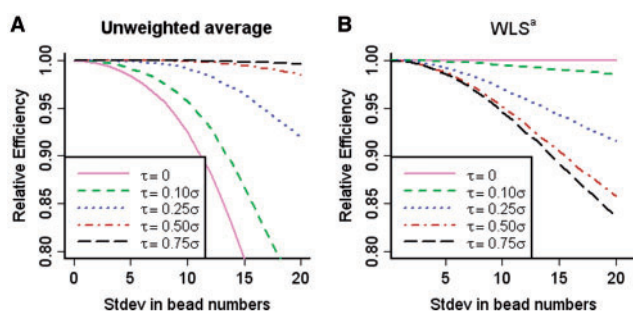 A
Unweighted average
Relative Efficiency
1.00
0.95
0.90
0.85
0.80
τ = 0
τ = 0.10σ
τ = 0.25σ
τ = 0.50σ
τ = 0.75σ
0
5
10
15
20
Stdev in bead numbers
B
WLSᵃ
Relative Efficiency
1.00
0.95
0.90
0.85
0.80
τ = 0
τ = 0.10σ
τ = 0.25σ
τ = 0.50σ
τ = 0.75σ
5
10
15
20
Stdev in bead numbers